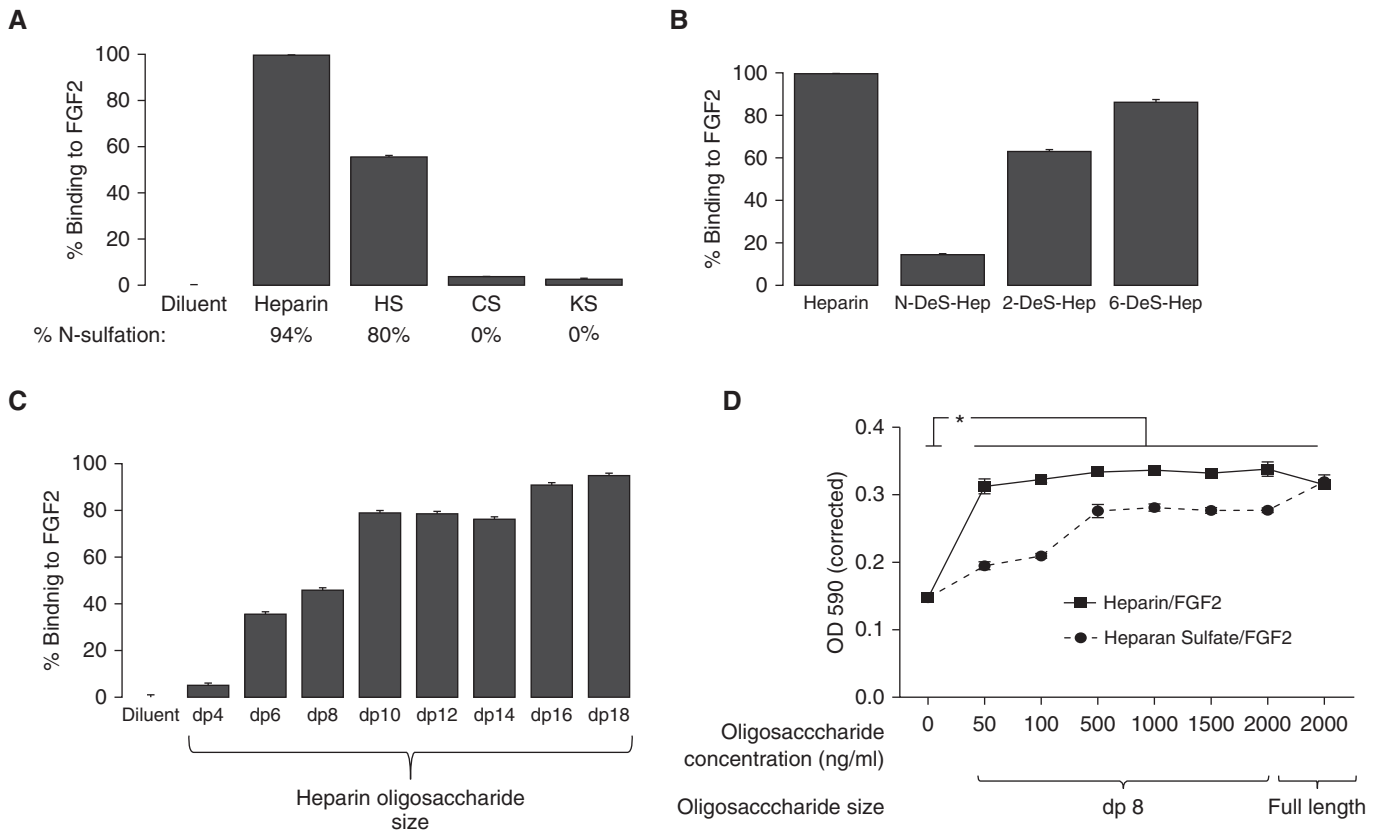 A
% Binding to FGF2
100
80
60
40
20
0
Diluent Heparin HS CS KS
% N-sulfation: 94% 80% 0% 0%
B
% Binding to FGF2
100
80
60
40
20
0
Heparin N-DeS-Hep 2-DeS-Hep 6-DeS-Hep
C
% Bindnig to FGF2
100
80
60
40
20
0
Diluent dp4 dp6 dp8 dp10 dp12 dp14 dp16 dp18
Heparin oligosaccharide
size
D
OD 590 (corrected)
0.4
0.3
0.2
0.1
0.0
*
Heparin/FGF2
Heparan Sulfate/FGF2
0 50 100 500 1000 1500 2000 2000
Oligosacccharide
concentration (ng/ml)
Oligosacccharide size dp 8 Full length